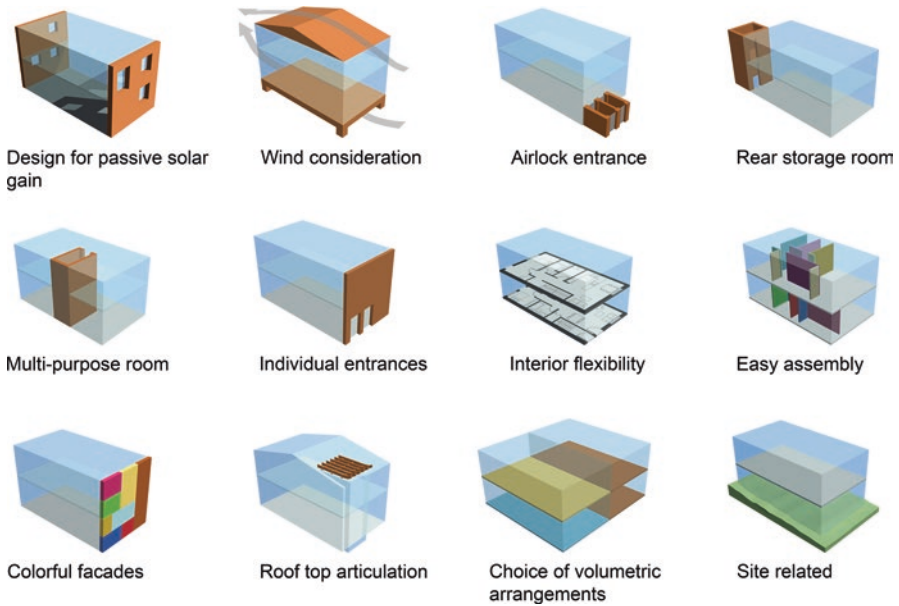 Design for passive solar
gain
Wind consideration
Airlock entrance
Rear storage room
Multi-purpose room
Individual entrances
Interior flexibility
Easy assembly
Colorful facades
Roof top articulation
Choice of volumetric
arrangements
Site related